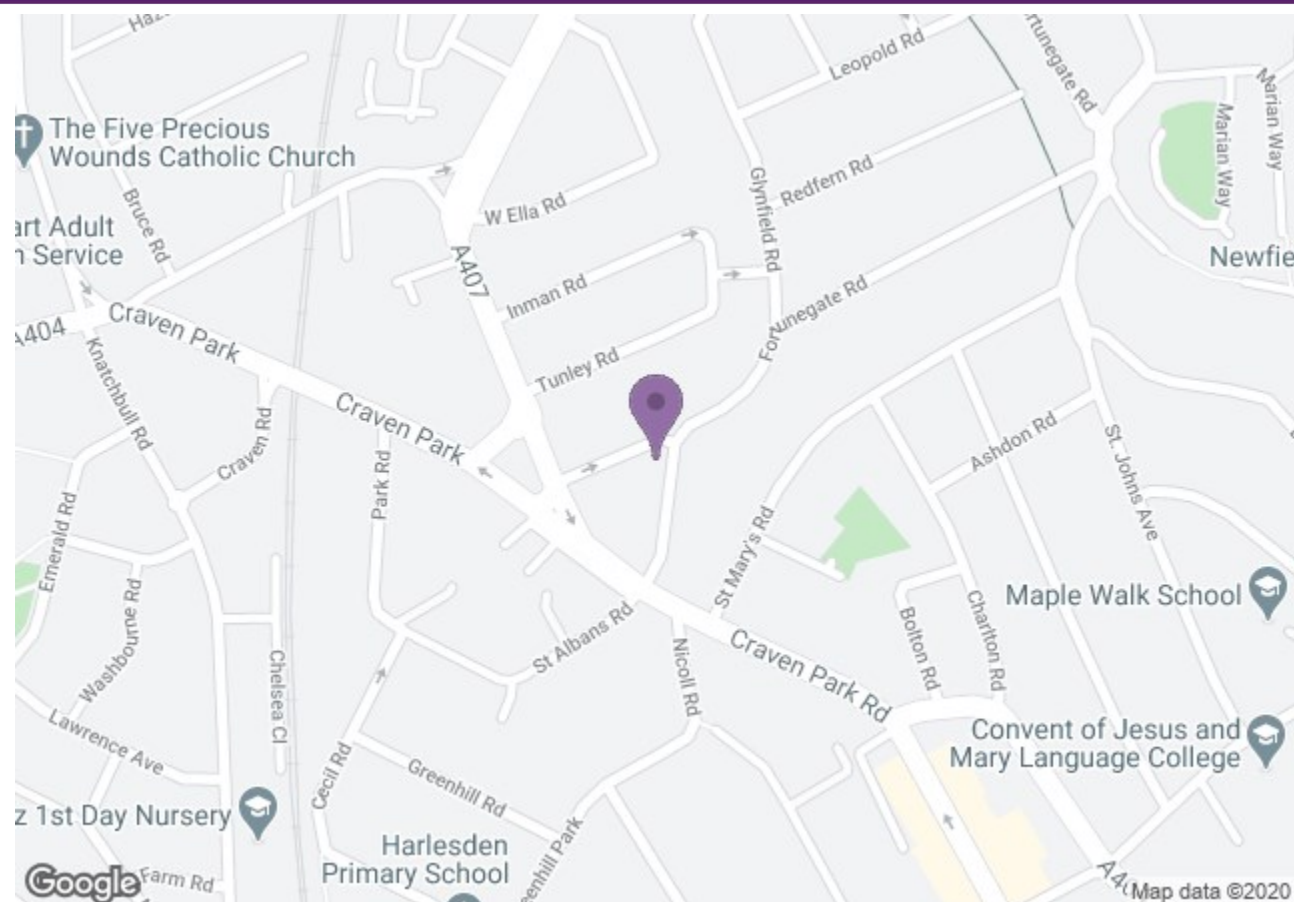 Leopold Rd
Marian Way
Marian Way
The Five Precious
Wounds Catholic Church
Bruce Rd
Glynfield Rd
Redfern Rd
W Ella Rd
art Adult
Service
A407
Inman Rd
Newfie
A404
Craven Park
Knatchbull Rd
Tunley Rd
Craven Park
Craven Rd
Park Rd
Ashdon Rd
St. Johns Ave
Emerald Rd
St Mary's Rd
Washbourne Rd
Maple Walk School
Bolton Rd
Charlton Rd
St Albans Rd
Nicoll Rd
Craven Park Rd
Chelsea Cl
Lawrence Ave
Convent of Jesus and
Mary Language College
Cecil Rd
Greenhill Rd
z 1st Day Nursery
Harlesden
Primary School
Google
Farm Rd
Map data ©2020